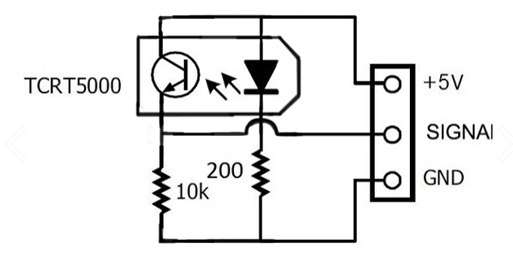 +5V
TCRT5000
SIGNAL
200
GND
10k